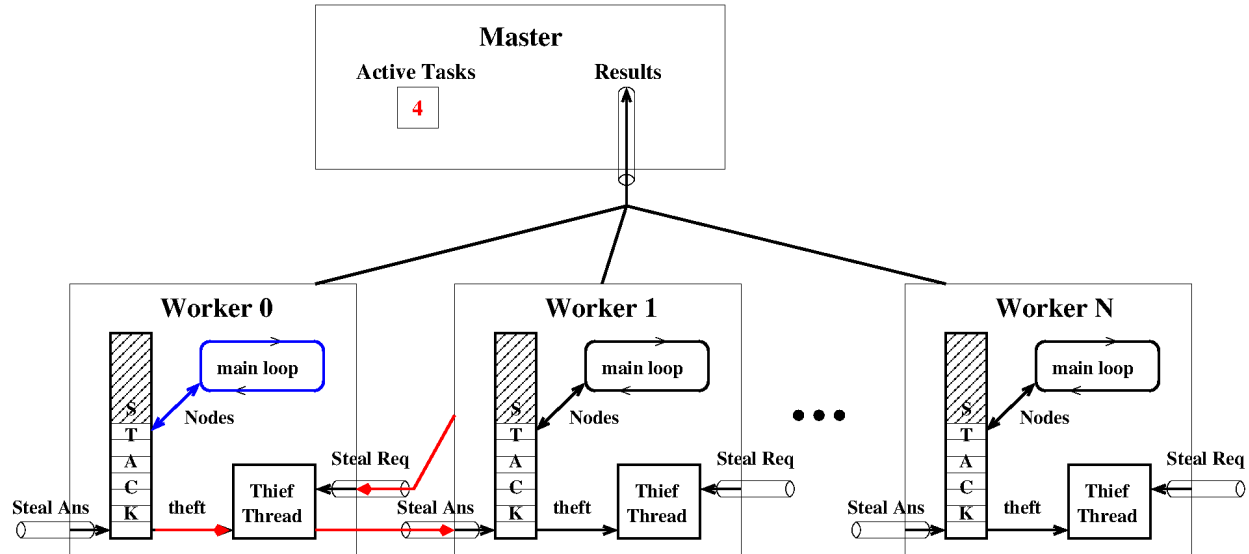 Master
Active Tasks
Results
4
Worker 0
Worker 1
Worker N
main loop
main loop
main loop
S
T
A
C
K
Nodes
S
T
A
C
K
Nodes
S
T
A
C
K
Nodes
Steal Req
Steal Req
Steal Req
Thief
Thread
Thief
Thread
Thief
Thread
Steal Ans
theft
Steal Ans
theft
Steal Ans
theft